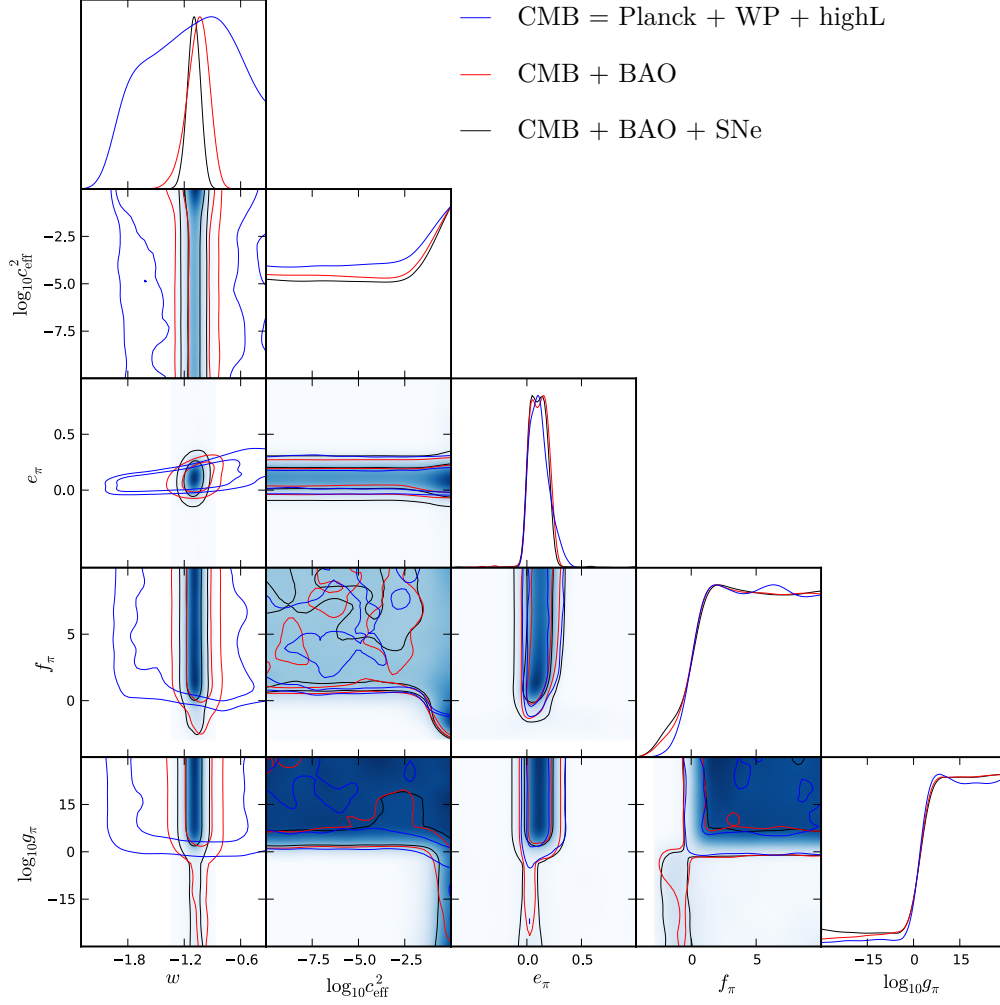 CMB = Planck + WP + highL
CMB + BAO
CMB + BAO + SNe
log₁₀c²eff
−2.5
−5.0
−7.5
eπ
0.5
0.0
fπ
5
0
log₁₀gπ
15
0
−15
−1.8 −1.2 −0.6 −7.5 −5.0 −2.5 0.0 0.5 0 5 −15 0 15
w log₁₀c²eff eπ fπ log₁₀gπ